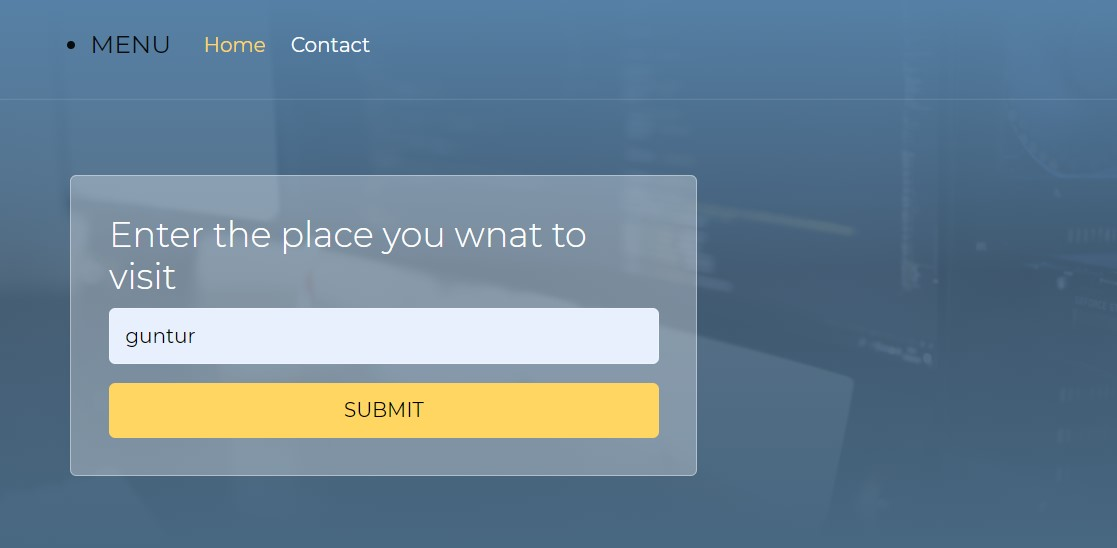 MENU Home Contact
Enter the place you wnat to
visit
guntur
SUBMIT